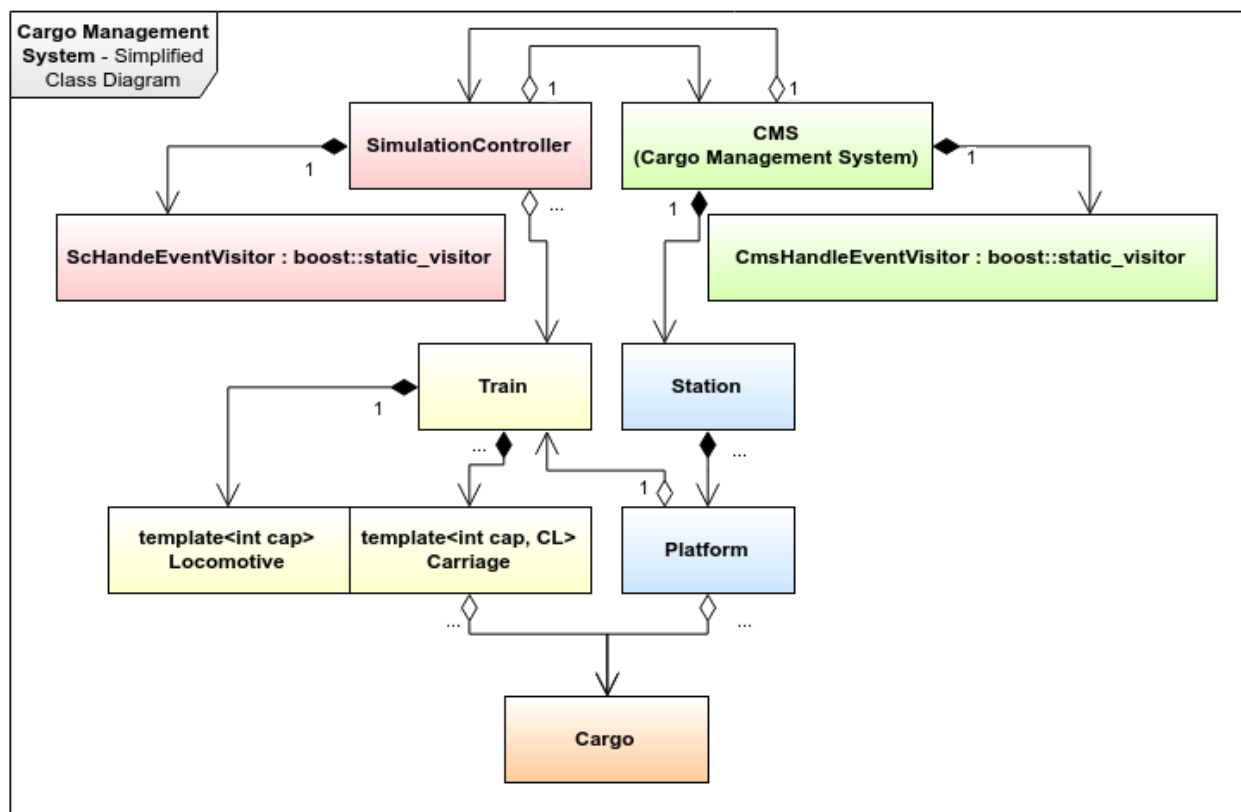 Cargo Management
System - Simplified
Class Diagram
1
1
SimulationController
CMS
(Cargo Management System)
1
1
...
1
ScHandeEventVisitor : boost::static_visitor
CmsHandleEventVisitor : boost::static_visitor
Train
Station
1
...
...
1
template<int cap>
Locomotive
template<int cap, CL>
Carriage
Platform
...
...
Cargo